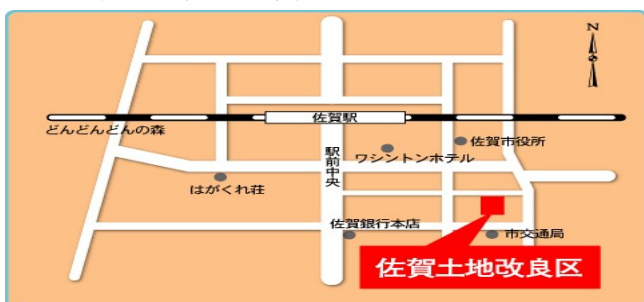 N
佐賀駅
どんどんどんの森
佐賀市役所
ワシントンホテル
駅前中央
はがくれ荘
佐賀銀行本店
市交通局
佐賀土地改良区